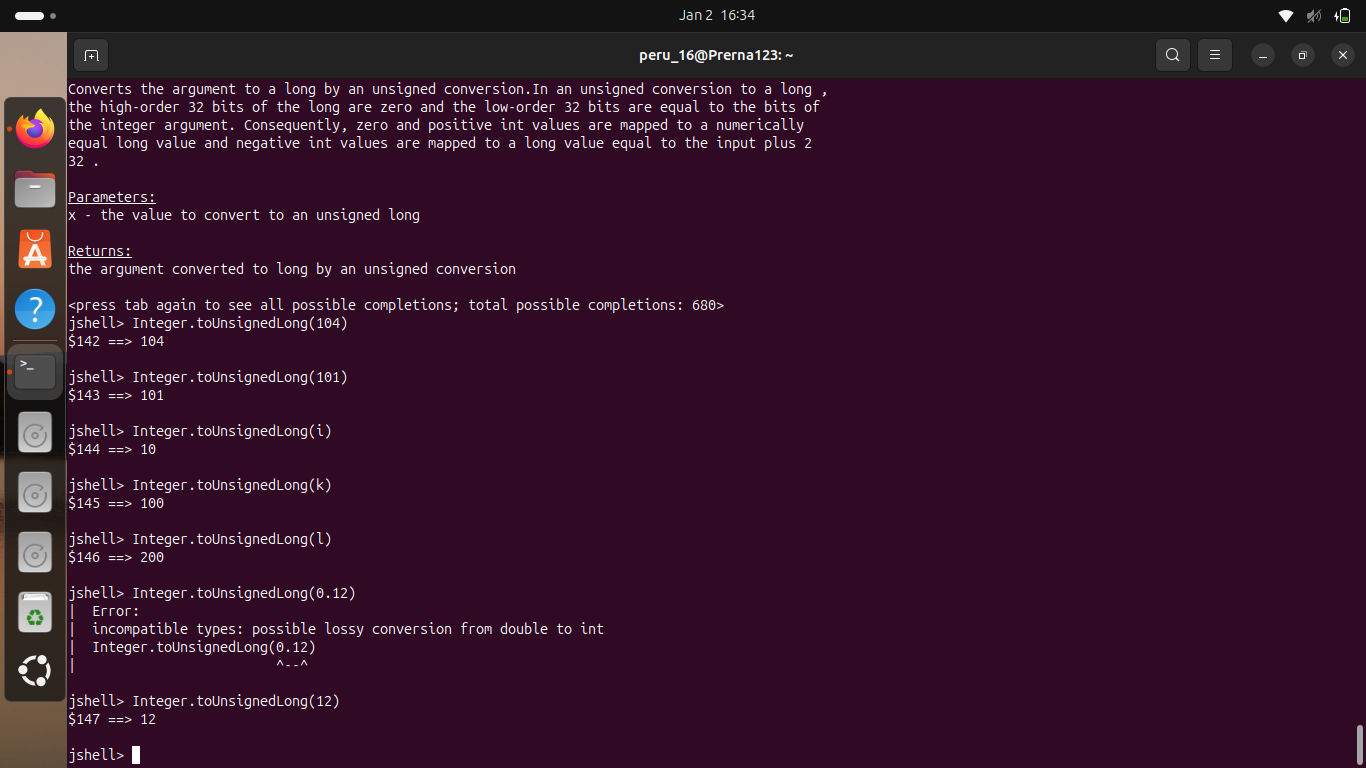 Jan 2 16:34
peru_16@Prerna123: ~
Converts the argument to a long by an unsigned conversion.In an unsigned conversion to a long ,
the high-order 32 bits of the long are zero and the low-order 32 bits are equal to the bits of
the integer argument. Consequently, zero and positive int values are mapped to a numerically
equal long value and negative int values are mapped to a long value equal to the input plus 2
32 .
Parameters:
x - the value to convert to an unsigned long
Returns:
the argument converted to long by an unsigned conversion
<press tab again to see all possible completions; total possible completions: 680>
jshell> Integer.toUnsignedLong(104)
$142 ==> 104
jshell> Integer.toUnsignedLong(101)
$143 ==> 101
jshell> Integer.toUnsignedLong(i)
$144 ==> 10
jshell> Integer.toUnsignedLong(k)
$145 ==> 100
jshell> Integer.toUnsignedLong(l)
$146 ==> 200
jshell> Integer.toUnsignedLong(0.12)
|  Error:
|  incompatible types: possible lossy conversion from double to int
|  Integer.toUnsignedLong(0.12)
|                         ^--^
jshell> Integer.toUnsignedLong(12)
$147 ==> 12
jshell>